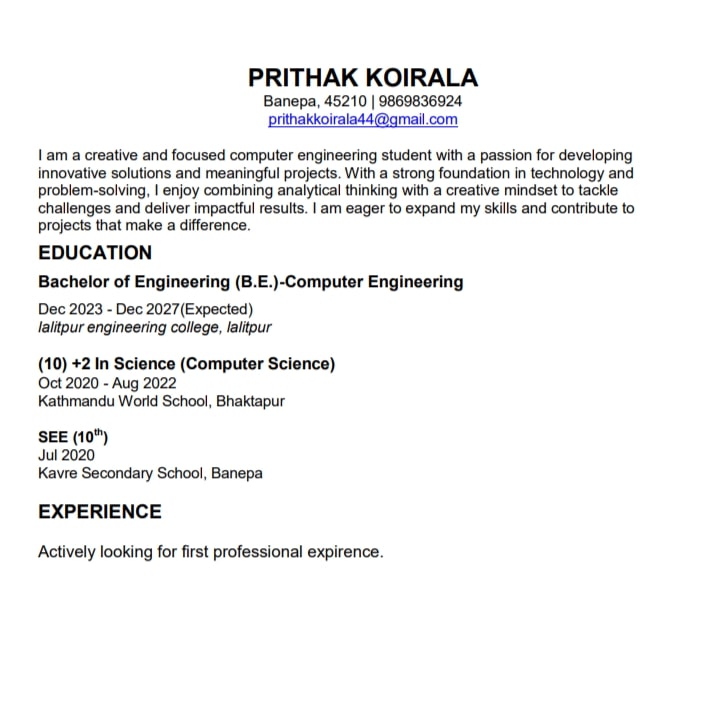 PRITHAK KOIRALA
Banepa, 45210 | 9869836924
prithakkoirala44@gmail.com
I am a creative and focused computer engineering student with a passion for developing
innovative solutions and meaningful projects. With a strong foundation in technology and
problem-solving, I enjoy combining analytical thinking with a creative mindset to tackle
challenges and deliver impactful results. I am eager to expand my skills and contribute to
projects that make a difference.
EDUCATION
Bachelor of Engineering (B.E.)-Computer Engineering
Dec 2023 - Dec 2027(Expected)
lalitpur engineering college, lalitpur
(10) +2 In Science (Computer Science)
Oct 2020 - Aug 2022
Kathmandu World School, Bhaktapur
SEE (10th)
Jul 2020
Kavre Secondary School, Banepa
EXPERIENCE
Actively looking for first professional expirence.